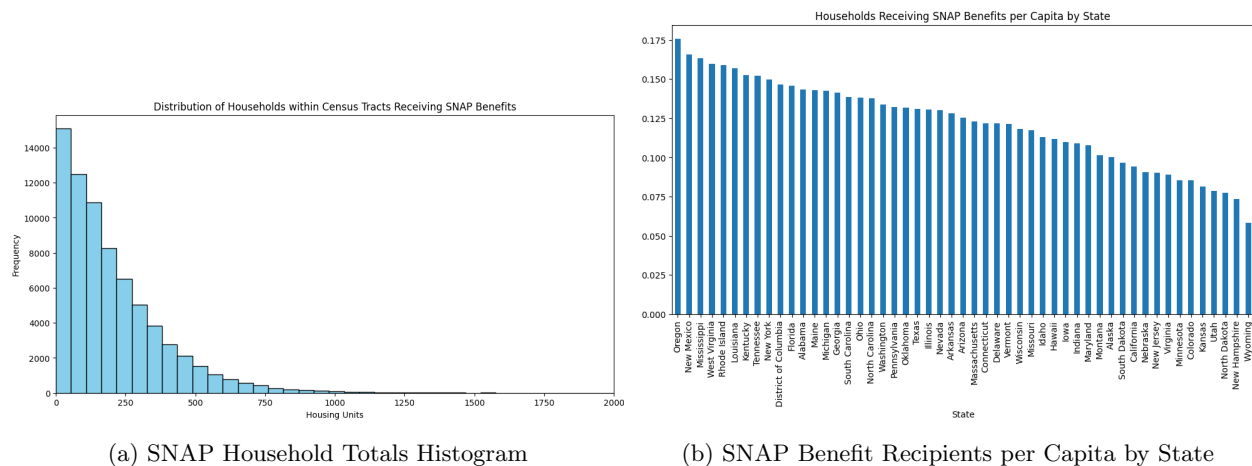 Distribution of Households within Census Tracts Receiving SNAP Benefits
Frequency
14000
12000
10000
8000
6000
4000
2000
0
0 250 500 750 1000 1250 1500 1750 2000
Housing Units
(a) SNAP Household Totals Histogram
Households Receiving SNAP Benefits per Capita by State
0.175
0.150
0.125
0.100
0.075
0.050
0.025
0.000
Oregon
New Mexico
Mississippi
West Virginia
Rhode Island
Louisiana
Kentucky
Tennessee
New York
District of Columbia
Florida
Alabama
Maine
Michigan
Georgia
South Carolina
Ohio
North Carolina
Washington
Pennsylvania
Oklahoma
Texas
Illinois
Nevada
Arkansas
Arizona
Massachusetts
Connecticut
Delaware
Vermont
Wisconsin
Missouri
Idaho
Hawaii
Iowa
Indiana
Maryland
Montana
Alaska
South Dakota
California
Nebraska
New Jersey
Virginia
Minnesota
Colorado
Kansas
Utah
North Dakota
New Hampshire
Wyoming
State
(b) SNAP Benefit Recipients per Capita by State